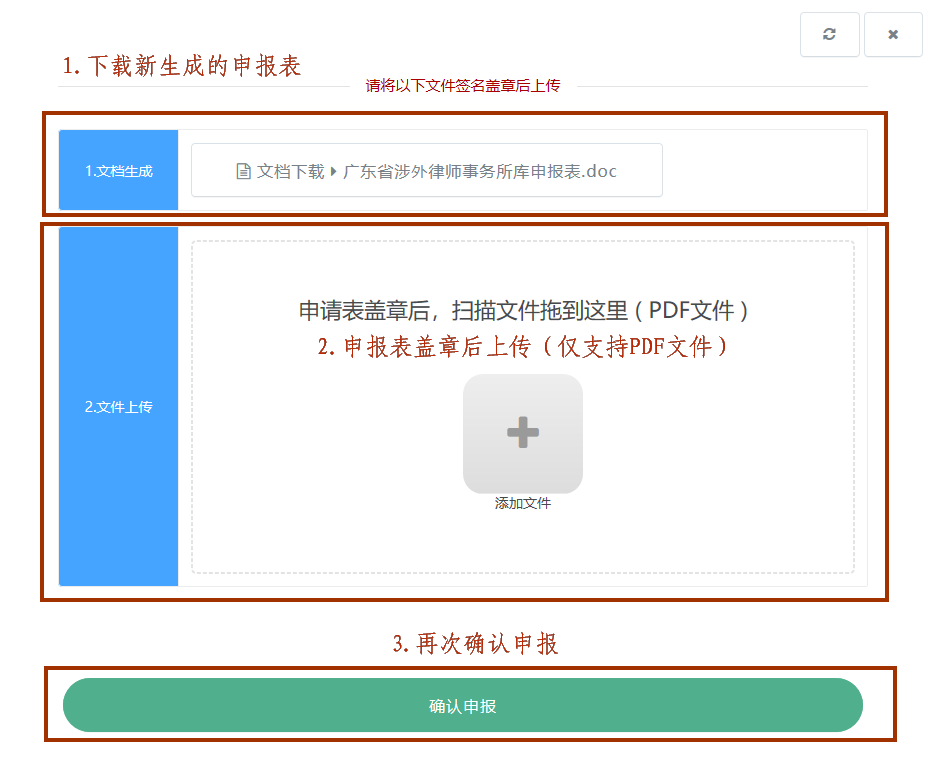 1.下载新生成的申报表
请将以下文件签名盖章后上传
1.文档生成
文档下载 广东省涉外律师事务所库申报表.doc
申请表盖章后，扫描文件拖到这里（PDF文件）
2.申报表盖章后上传（仅支持PDF文件）
2.文件上传
添加文件
3.再次确认申报
确认申报